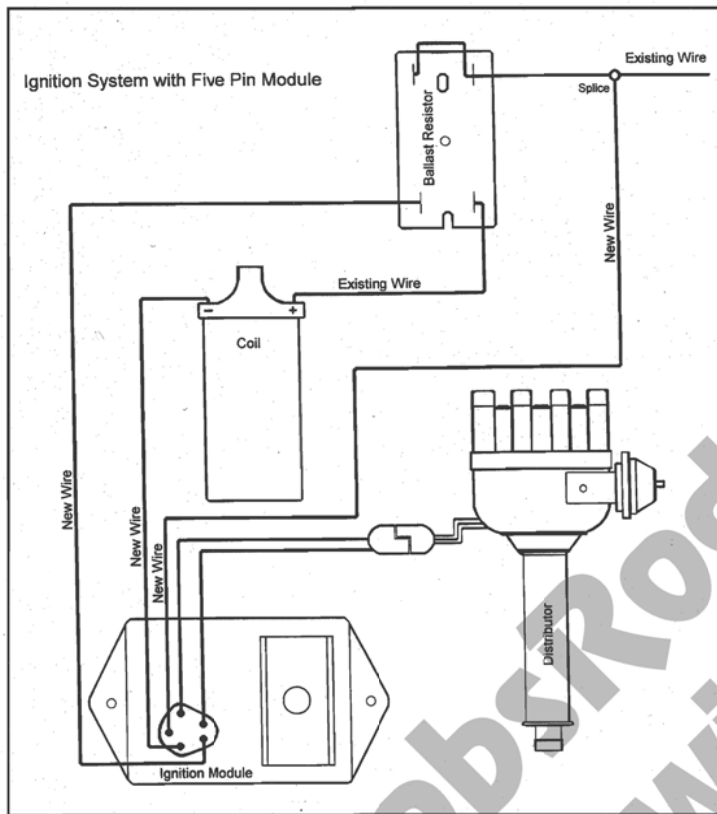 Ignition System with Five Pin Module
Existing Wire
Splice
Ballast Resistor
New Wire
Existing Wire
- +
Coil
New Wire
New Wire
New Wire
Distributor
Ignition Module